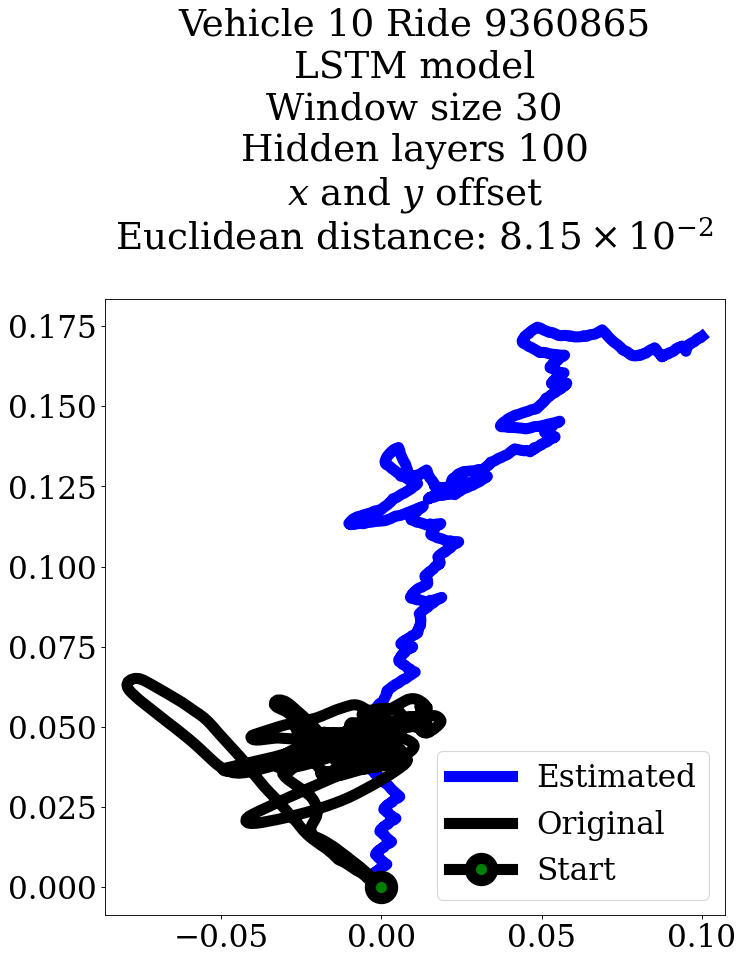 Vehicle 10 Ride 9360865
LSTM model
Window size 30
Hidden layers 100
x and y offset
Euclidean distance: 8.15 × 10⁻²
0.175
0.150
0.125
0.100
0.075
0.050
0.025
0.000
Estimated
Original
Start
−0.05
0.00
0.05
0.10